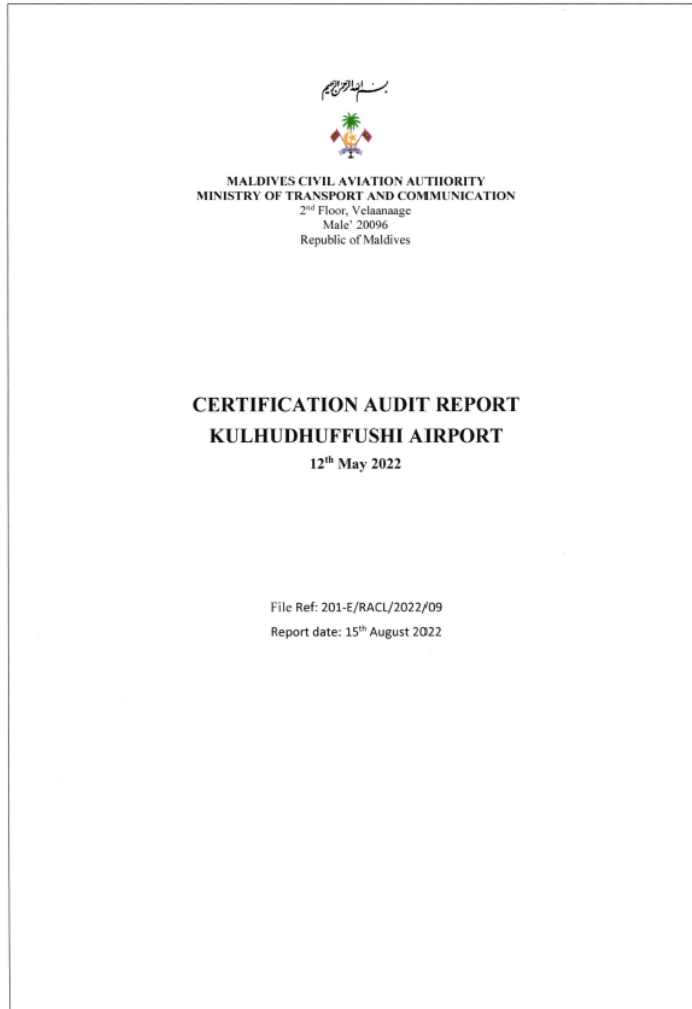 بسم الله الرحمن الرحيم
MALDIVES CIVIL AVIATION AUTHORITY
MINISTRY OF TRANSPORT AND COMMUNICATION
2nd Floor, Velaanaage
Male' 20096
Republic of Maldives
CERTIFICATION AUDIT REPORT
KULHUDHUFFUSHI AIRPORT
12th May 2022
File Ref: 201-E/RACL/2022/09
Report date: 15th August 2022